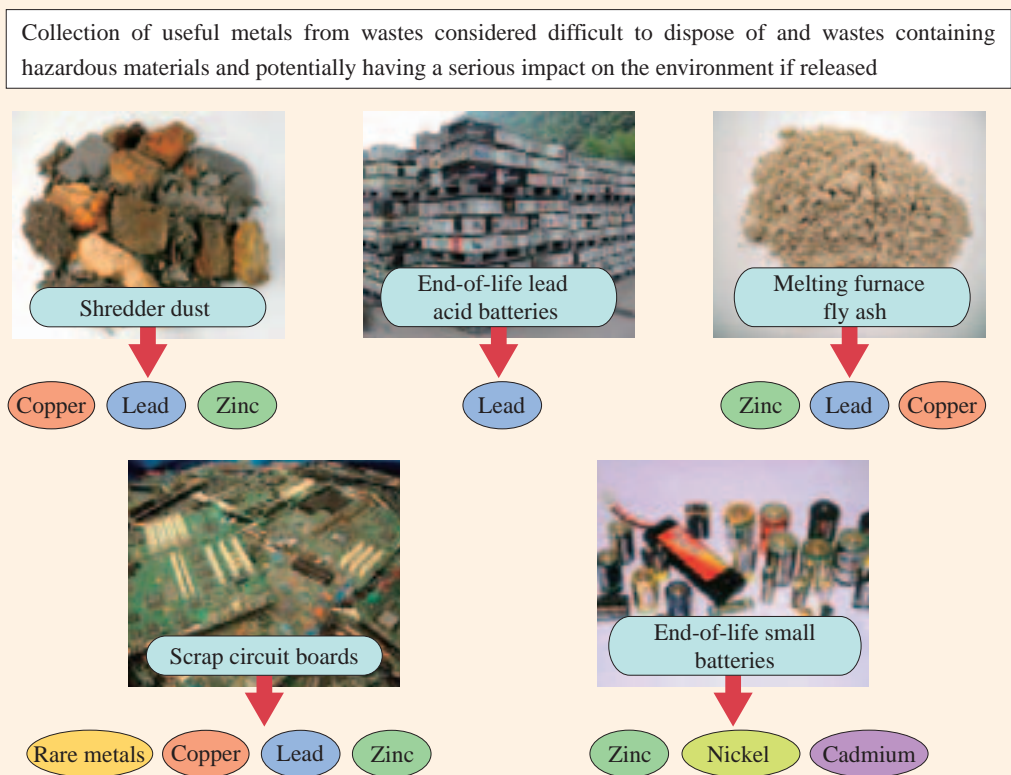 Collection of useful metals from wastes considered difficult to dispose of and wastes containing
hazardous materials and potentially having a serious impact on the environment if released
Shredder dust
End-of-life lead
acid batteries
Melting furnace
fly ash
Copper
Lead
Zinc
Lead
Zinc
Lead
Copper
Scrap circuit boards
End-of-life small
batteries
Rare metals
Copper
Lead
Zinc
Zinc
Nickel
Cadmium